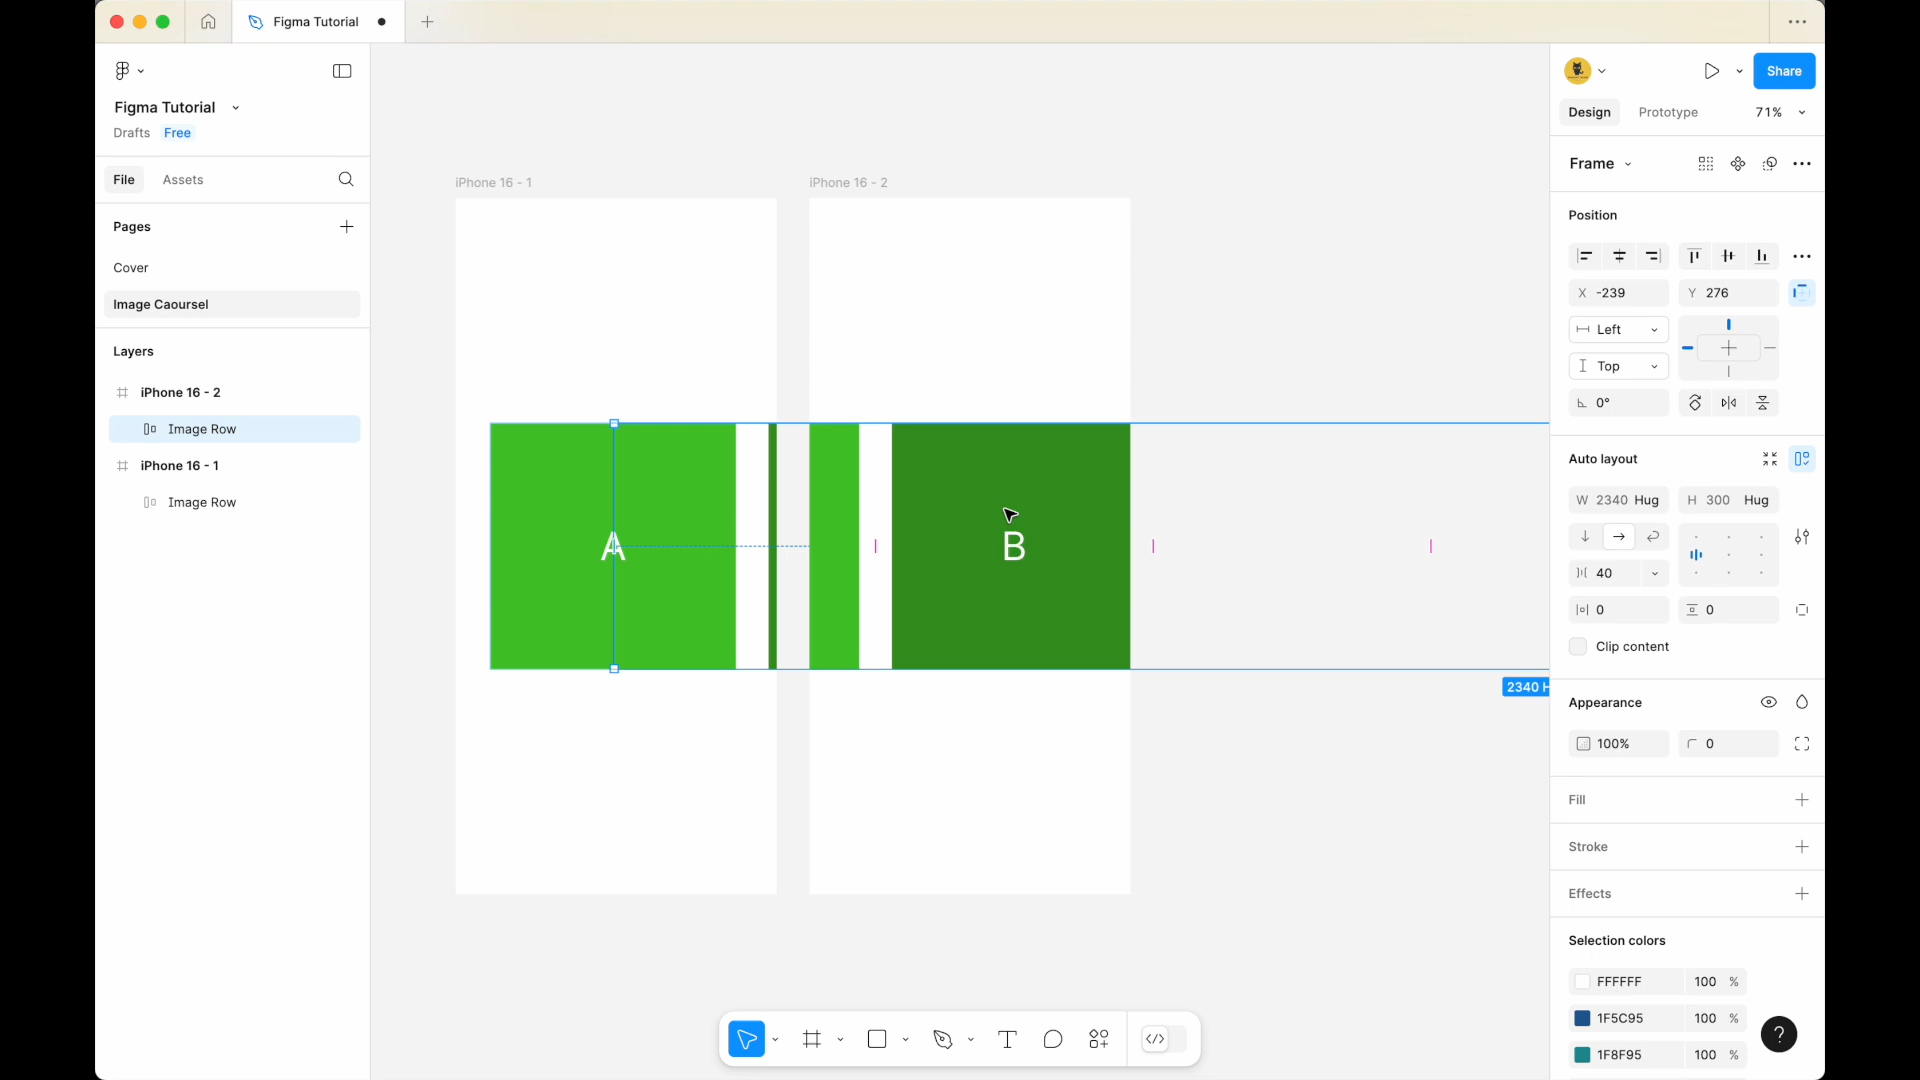 Figma Tutorial
Figma Tutorial
Drafts Free
File Assets
Pages
Cover
Image Caoursel
Layers
iPhone 16 - 2
Image Row
iPhone 16 - 1
Image Row
iPhone 16 - 1
iPhone 16 - 2
A
B
2340 H
Share
Design Prototype 71%
Frame
Position
X -239 Y 276
Left
Top
0°
Auto layout
W 2340 Hug H 300 Hug
40
0 0
Clip content
Appearance
100% 0
Fill
Stroke
Effects
Selection colors
FFFFFF 100 %
1F5C95 100 %
1F8F95 100 %